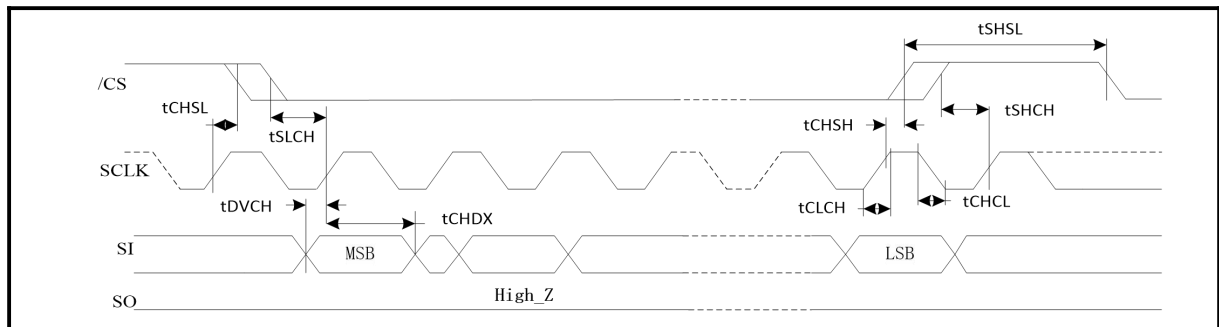 tSHSL
/CS
tCHSL
tSLCH
tCHSH
tSHCH
SCLK
tDVCH
tCHDX
tCLCH
tCHCL
SI
MSB
LSB
High_Z
SO